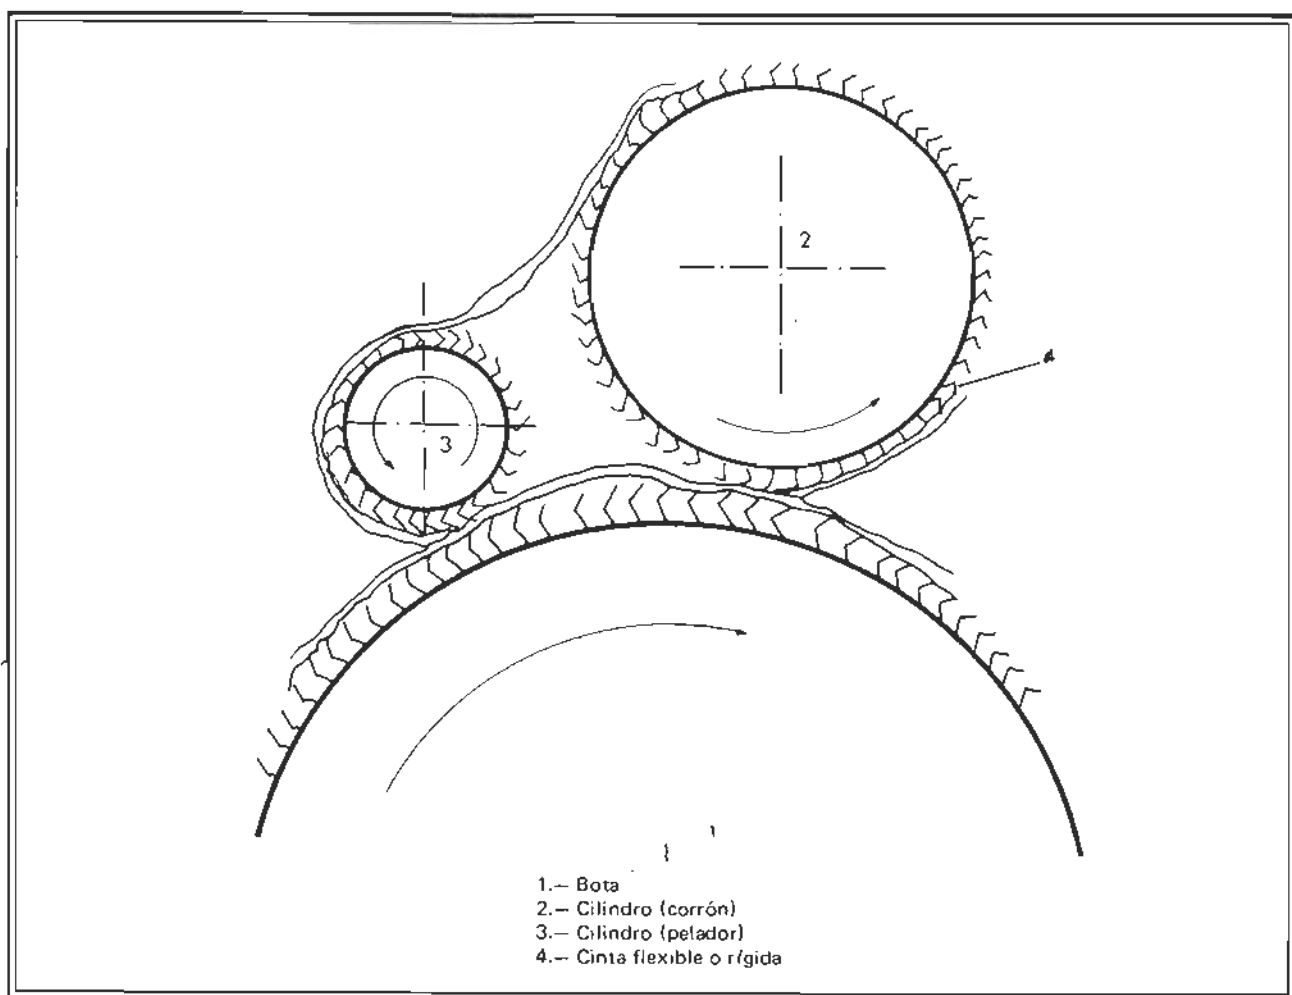 2
4
3
1
1.— Bota
2.— Cilindro (corrón)
3.— Cilindro (pelador)
4.— Cinta flexible o rígida